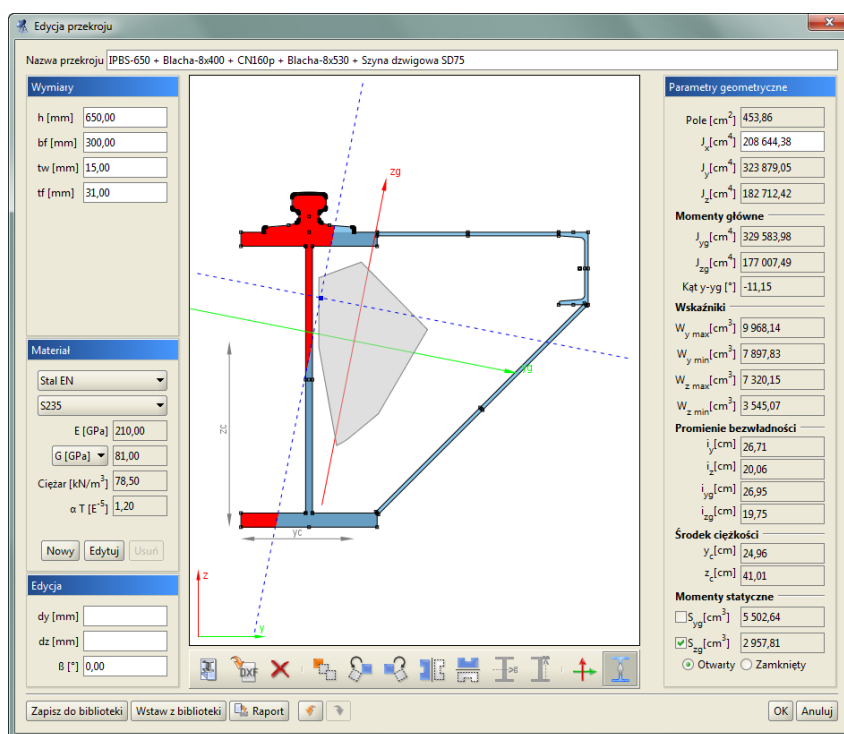 Edycja przekroju
Nazwa przekroju IPBS-650 + Blacha-8x400 + CN160p + Blacha-8x530 + Szyna dzwigowa SD75
Wymiary
h [mm] 650,00
bf [mm] 300,00
tw [mm] 15,00
tf [mm] 31,00
Materiał
Stal EN
S235
E [GPa] 210,00
G [GPa] 81,00
Ciężar [kN/m³] 78,50
α T [E⁻⁵] 1,20
Nowy Edytuj Usuń
Edycja
dy [mm]
dz [mm]
ß [°] 0,00
zg
yg
zc
yc
z
y
DXF
Parametry geometryczne
Pole [cm²] 453,86
Jx[cm⁴] 208 644,38
Jy[cm⁴] 323 879,05
Jz[cm⁴] 182 712,42
Momenty główne
Jyg[cm⁴] 329 583,98
Jzg[cm⁴] 177 007,49
Kąt y-yg [°] -11,15
Wskaźniki
Wy max[cm³] 9 968,14
Wy min[cm³] 7 897,83
Wz max[cm³] 7 320,15
Wz min[cm³] 3 545,07
Promienie bezwładności
iy[cm] 26,71
iz[cm] 20,06
iyg[cm] 26,95
izg[cm] 19,75
Środek ciężkości
yc[cm] 24,96
zc[cm] 41,01
Momenty statyczne
Syg[cm³] 5 502,64
Szg[cm³] 2 957,81
Otwarty Zamknięty
Zapisz do biblioteki Wstaw z biblioteki Raport OK Anuluj